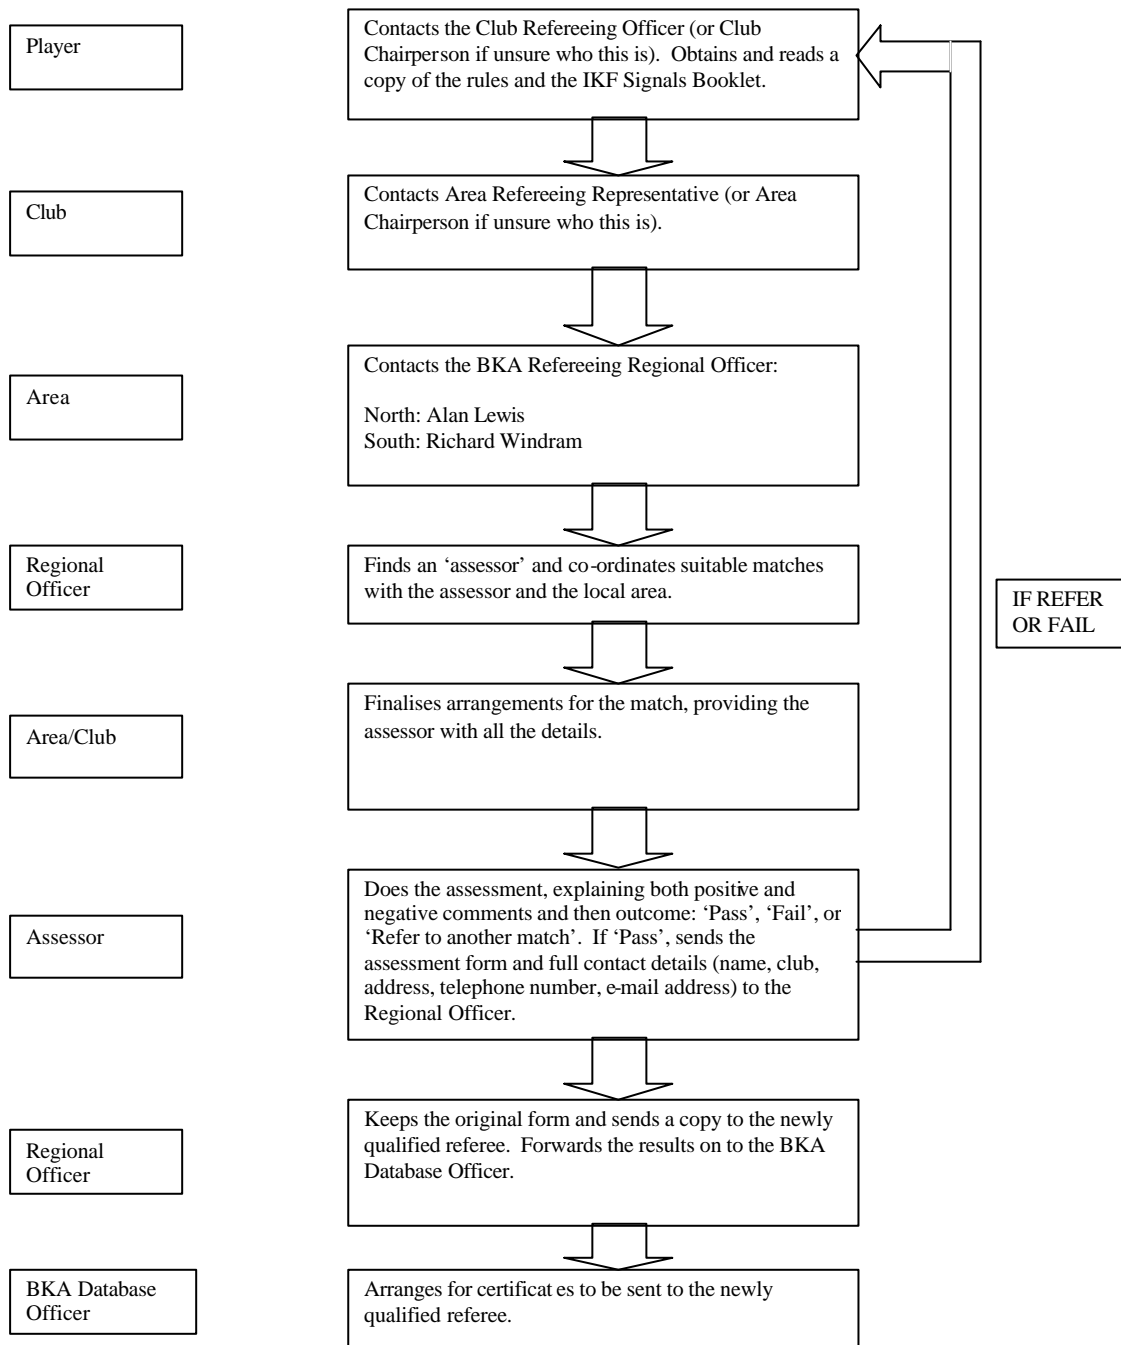 Player
Contacts the Club Refereeing Officer (or Club
Chairperson if unsure who this is).  Obtains and reads a
copy of the rules and the IKF Signals Booklet.
Club
Contacts Area Refereeing Representative (or Area
Chairperson if unsure who this is).
Area
Contacts the BKA Refereeing Regional Officer:
North: Alan Lewis
South: Richard Windram
Regional
Officer
Finds an ‘assessor’ and co-ordinates suitable matches
with the assessor and the local area.
IF REFER
OR FAIL
Area/Club
Finalises arrangements for the match, providing the
assessor with all the details.
Assessor
Does the assessment, explaining both positive and
negative comments and then outcome: ‘Pass’, ‘Fail’, or
‘Refer to another match’.  If ‘Pass’, sends the
assessment form and full contact details (name, club,
address, telephone number, e-mail address) to the
Regional Officer.
Regional
Officer
Keeps the original form and sends a copy to the newly
qualified referee.  Forwards the results on to the BKA
Database Officer.
BKA Database
Officer
Arranges for certificates to be sent to the newly
qualified referee.